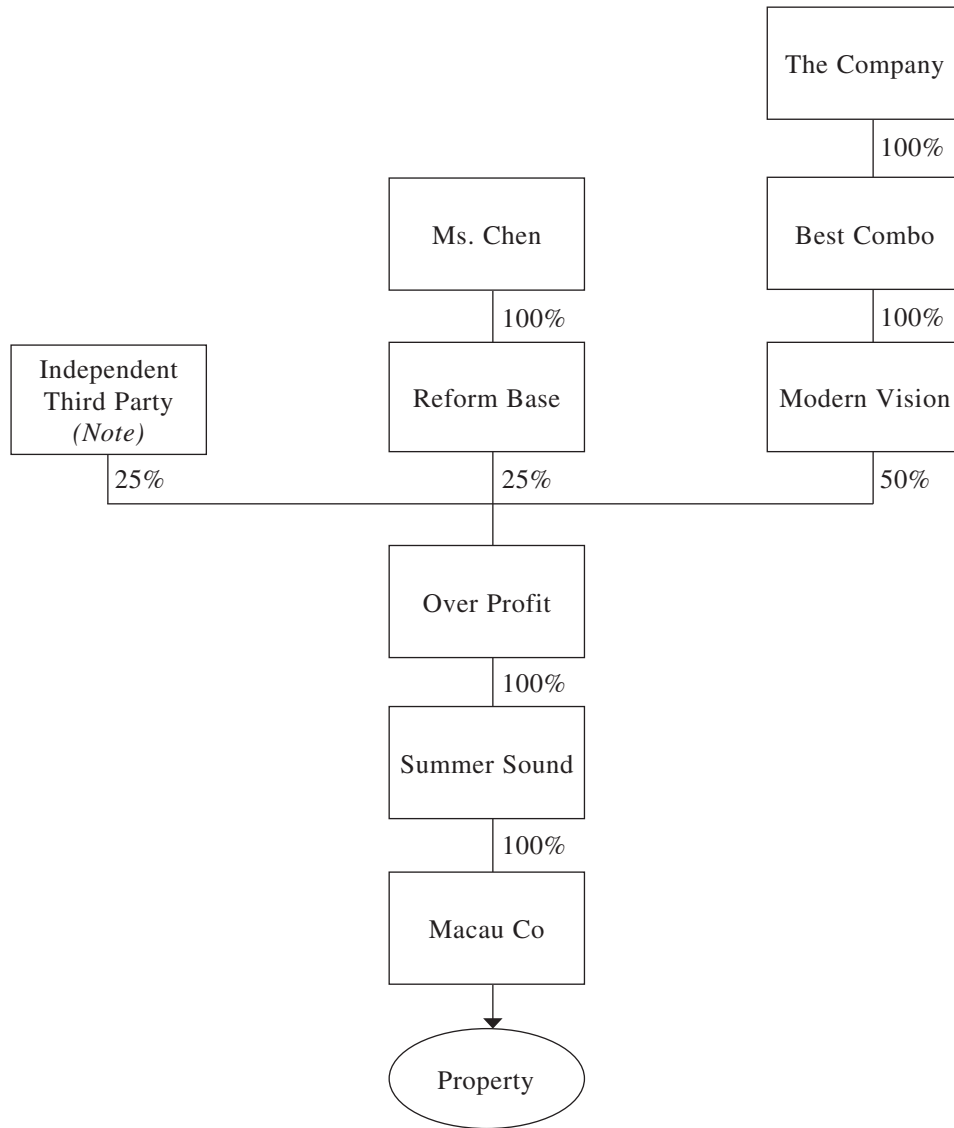 The Company
100%
Ms. Chen
Best Combo
100%
100%
Independent
Third Party
(Note)
Reform Base
Modern Vision
25%
25%
50%
Over Profit
100%
Summer Sound
100%
Macau Co
Property